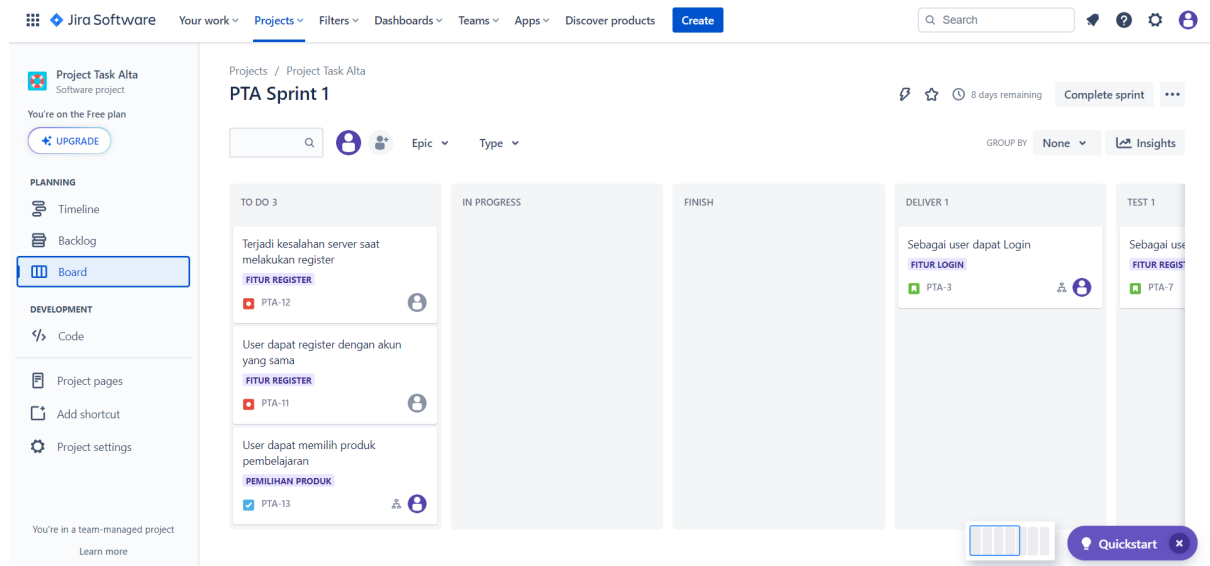 Jira Software
Your work
Projects
Filters
Dashboards
Teams
Apps
Discover products
Create
Search
Project Task Alta
Software project
You're on the Free plan
UPGRADE
PLANNING
Timeline
Backlog
Board
DEVELOPMENT
Code
Project pages
Add shortcut
Project settings
You're in a team-managed project
Learn more
Projects / Project Task Alta
PTA Sprint 1
8 days remaining
Complete sprint
Epic
Type
GROUP BY
None
Insights
TO DO 3
Terjadi kesalahan server saat
melakukan register
FITUR REGISTER
PTA-12
User dapat register dengan akun
yang sama
FITUR REGISTER
PTA-11
User dapat memilih produk
pembelajaran
PEMILIHAN PRODUK
PTA-13
IN PROGRESS
FINISH
DELIVER 1
Sebagai user dapat Login
FITUR LOGIN
PTA-3
TEST 1
Sebagai use
FITUR REGIS
PTA-7
Quickstart